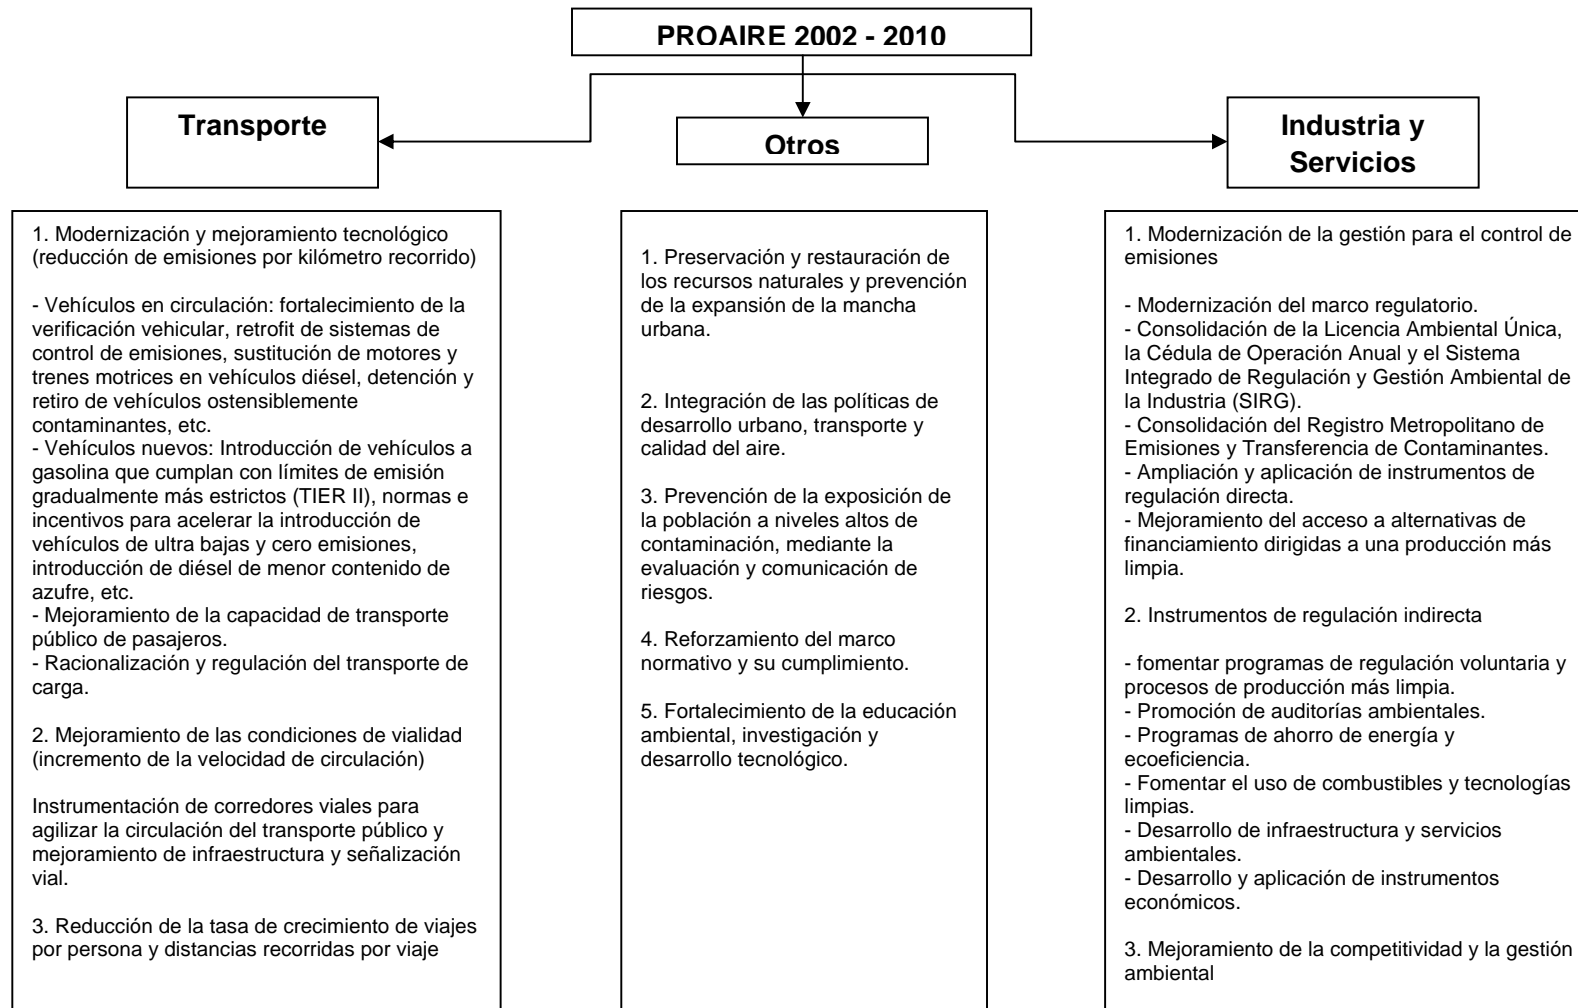 PROAIRE 2002 - 2010
Transporte
Otros
Industria y
Servicios
1. Modernización y mejoramiento tecnológico
(reducción de emisiones por kilómetro recorrido)
- Vehículos en circulación: fortalecimiento de la
verificación vehicular, retrofit de sistemas de
control de emisiones, sustitución de motores y
trenes motrices en vehículos diésel, detención y
retiro de vehículos ostensiblemente
contaminantes, etc.
- Vehículos nuevos: Introducción de vehículos a
gasolina que cumplan con límites de emisión
gradualmente más estrictos (TIER II), normas e
incentivos para acelerar la introducción de
vehículos de ultra bajas y cero emisiones,
introducción de diésel de menor contenido de
azufre, etc.
- Mejoramiento de la capacidad de transporte
público de pasajeros.
- Racionalización y regulación del transporte de
carga.
2. Mejoramiento de las condiciones de vialidad
(incremento de la velocidad de circulación)
Instrumentación de corredores viales para
agilizar la circulación del transporte público y
mejoramiento de infraestructura y señalización
vial.
3. Reducción de la tasa de crecimiento de viajes
por persona y distancias recorridas por viaje
1. Preservación y restauración de
los recursos naturales y prevención
de la expansión de la mancha
urbana.
2. Integración de las políticas de
desarrollo urbano, transporte y
calidad del aire.
3. Prevención de la exposición de
la población a niveles altos de
contaminación, mediante la
evaluación y comunicación de
riesgos.
4. Reforzamiento del marco
normativo y su cumplimiento.
5. Fortalecimiento de la educación
ambiental, investigación y
desarrollo tecnológico.
1. Modernización de la gestión para el control de
emisiones
- Modernización del marco regulatorio.
- Consolidación de la Licencia Ambiental Única,
la Cédula de Operación Anual y el Sistema
Integrado de Regulación y Gestión Ambiental de
la Industria (SIRG).
- Consolidación del Registro Metropolitano de
Emisiones y Transferencia de Contaminantes.
- Ampliación y aplicación de instrumentos de
regulación directa.
- Mejoramiento del acceso a alternativas de
financiamiento dirigidas a una producción más
limpia.
2. Instrumentos de regulación indirecta
- fomentar programas de regulación voluntaria y
procesos de producción más limpia.
- Promoción de auditorías ambientales.
- Programas de ahorro de energía y
ecoeficiencia.
- Fomentar el uso de combustibles y tecnologías
limpias.
- Desarrollo de infraestructura y servicios
ambientales.
- Desarrollo y aplicación de instrumentos
económicos.
3. Mejoramiento de la competitividad y la gestión
ambiental